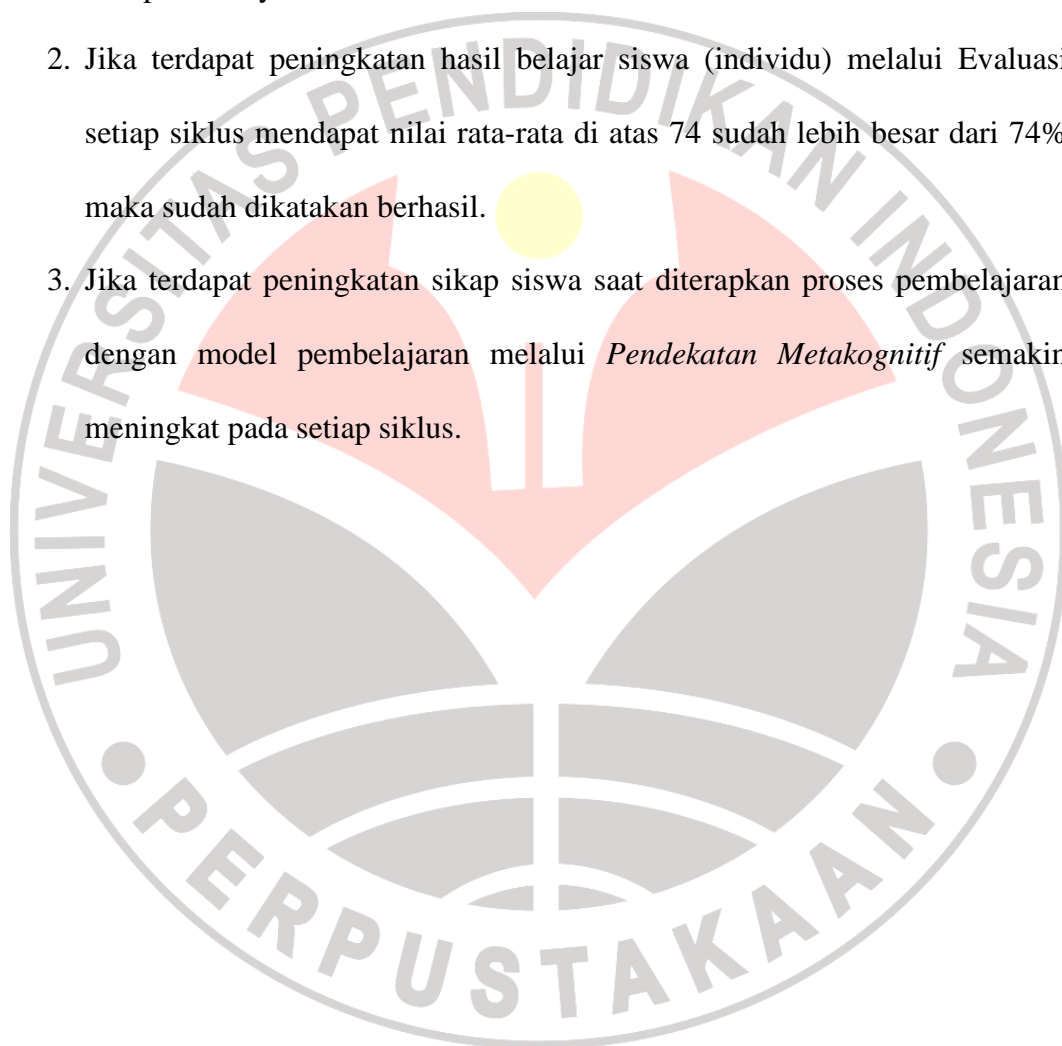 2. Jika terdapat peningkatan hasil belajar siswa (individu) melalui Evaluasi
setiap siklus mendapat nilai rata-rata di atas 74 sudah lebih besar dari 74%
maka sudah dikatakan berhasil.
3. Jika terdapat peningkatan sikap siswa saat diterapkan proses pembelajaran
dengan model pembelajaran melalui Pendekatan Metakognitif semakin
meningkat pada setiap siklus.
UNIVERSITAS PENDIDIKAN INDONESIA
PERPUSTAKAAN